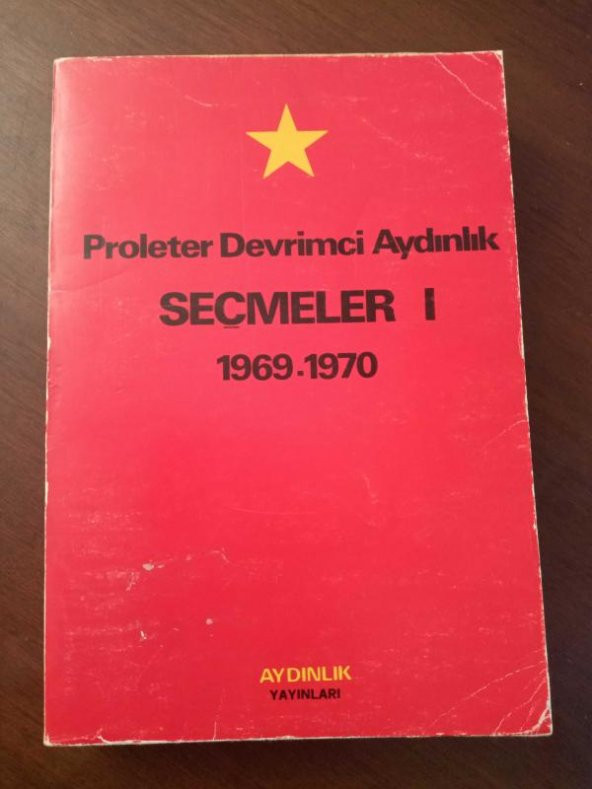 Proleter Devrimci Aydınlık
SEÇMELER I
1969.1970
AYDINLIK
YAYINLARI